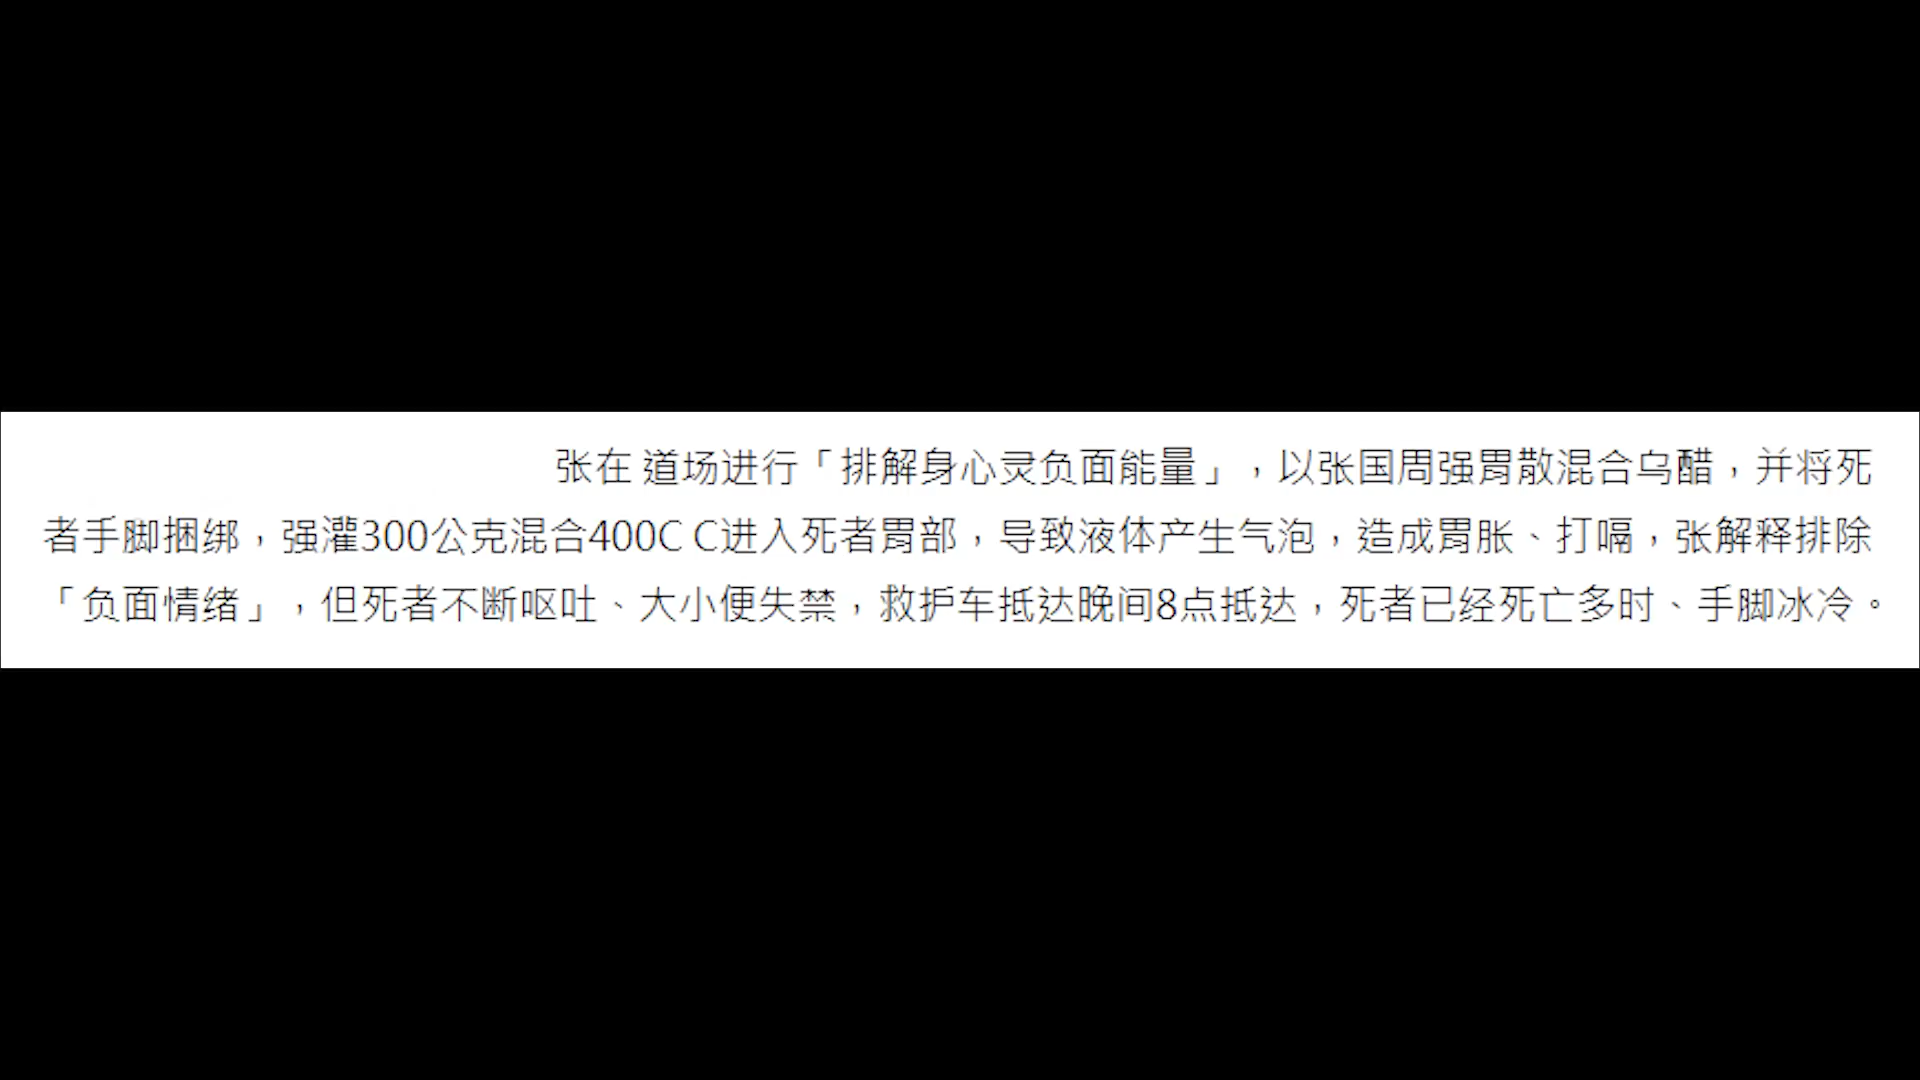 张在 道场进行「排解身心灵负面能量」，以张国周强胃散混合乌醋，并将死
者手脚捆绑，强灌300公克混合400C C进入死者胃部，导致液体产生气泡，造成胃胀、打嗝，张解释排除
「负面情绪」，但死者不断呕吐、大小便失禁，救护车抵达晚间8点抵达，死者已经死亡多时、手脚冰冷。